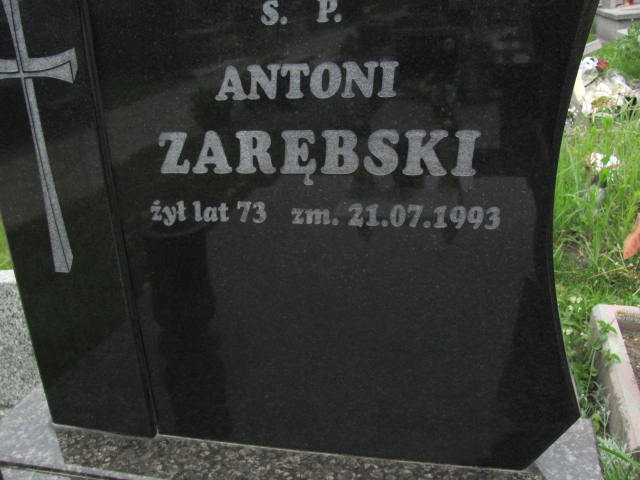 Ś. P.
ANTONI
ZARĘBSKI
żył lat 73 zm. 21.07.1993